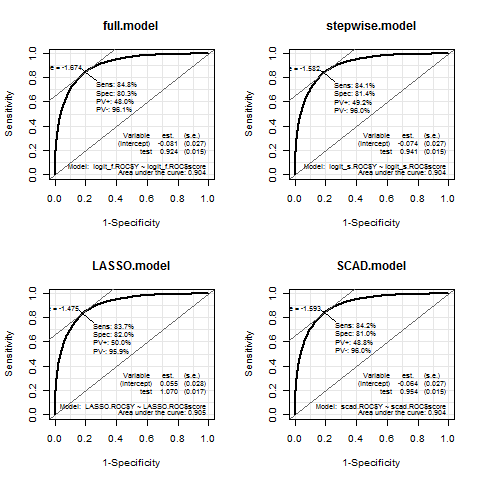 full.model
e = -1.674
Sens: 84.8%
Spec: 80.3%
PV+: 48.0%
PV-: 96.1%
Variable est. (s.e.)
(Intercept) -0.081 (0.027)
test 0.924 (0.015)
Model: logit_f.ROC$Y ~ logit_f.ROC$score
Area under the curve: 0.904
Sensitivity
0.0 0.2 0.4 0.6 0.8 1.0
0.0 0.2 0.4 0.6 0.8 1.0
1-Specificity
stepwise.model
e = -1.582
Sens: 84.1%
Spec: 81.4%
PV+: 49.2%
PV-: 96.0%
Variable est. (s.e.)
(Intercept) -0.074 (0.027)
test 0.941 (0.015)
Model: logit_s.ROC$Y ~ logit_s.ROC$score
Area under the curve: 0.904
Sensitivity
0.0 0.2 0.4 0.6 0.8 1.0
0.0 0.2 0.4 0.6 0.8 1.0
1-Specificity
LASSO.model
e = -1.475
Sens: 83.7%
Spec: 82.0%
PV+: 50.0%
PV-: 95.9%
Variable est. (s.e.)
(Intercept) 0.055 (0.028)
test 1.070 (0.017)
Model: LASSO.ROC$Y ~ LASSO.ROC$score
Area under the curve: 0.905
Sensitivity
0.0 0.2 0.4 0.6 0.8 1.0
0.0 0.2 0.4 0.6 0.8 1.0
1-Specificity
SCAD.model
e = -1.593
Sens: 84.2%
Spec: 81.0%
PV+: 48.8%
PV-: 96.0%
Variable est. (s.e.)
(Intercept) -0.064 (0.027)
test 0.954 (0.015)
Model: scad.ROC$Y ~ scad.ROC$score
Area under the curve: 0.904
Sensitivity
0.0 0.2 0.4 0.6 0.8 1.0
0.0 0.2 0.4 0.6 0.8 1.0
1-Specificity